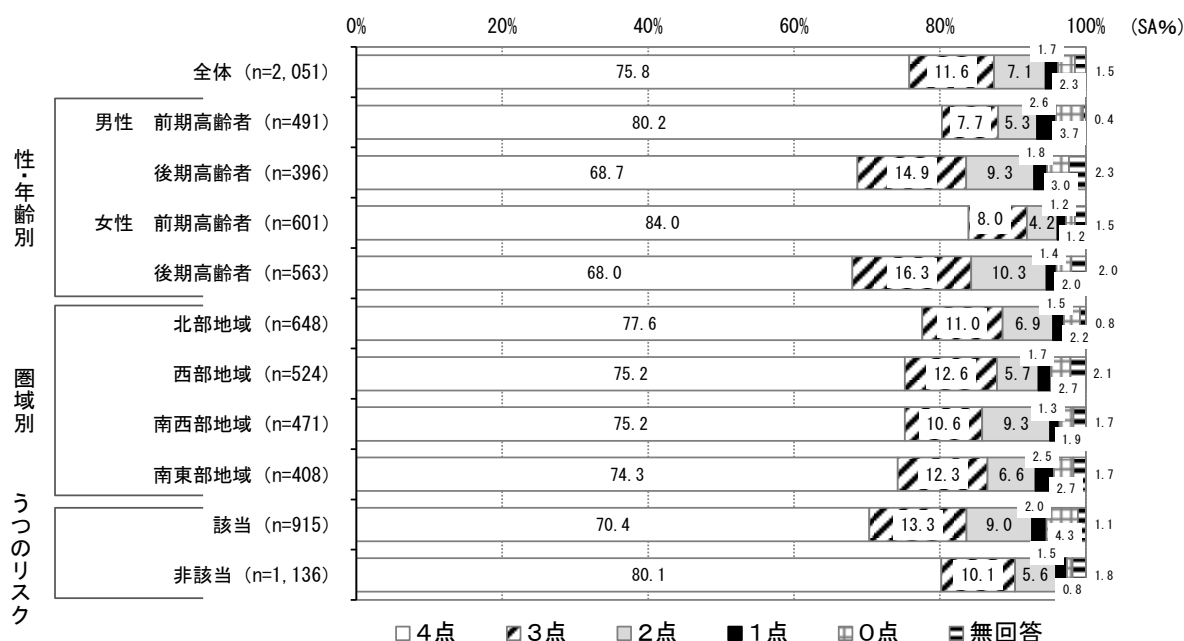 0% 20% 40% 60% 80% 100% (SA%)
全体 (n=2,051) 75.8 11.6 7.1 1.7 2.3 1.5
性・年齢別
男性 前期高齢者 (n=491) 80.2 7.7 5.3 2.6 3.7 0.4
後期高齢者 (n=396) 68.7 14.9 9.3 1.8 3.0 2.3
女性 前期高齢者 (n=601) 84.0 8.0 4.2 1.2 1.2 1.5
後期高齢者 (n=563) 68.0 16.3 10.3 1.4 2.0 2.0
圏域別
北部地域 (n=648) 77.6 11.0 6.9 1.5 2.2 0.8
西部地域 (n=524) 75.2 12.6 5.7 1.7 2.7 2.1
南西部地域 (n=471) 75.2 10.6 9.3 1.3 1.9 1.7
南東部地域 (n=408) 74.3 12.3 6.6 2.5 2.7 1.7
うつのリスク
該当 (n=915) 70.4 13.3 9.0 2.0 4.3 1.1
非該当 (n=1,136) 80.1 10.1 5.6 1.5 0.8 1.8
４点 ３点 ２点 １点 ０点 無回答